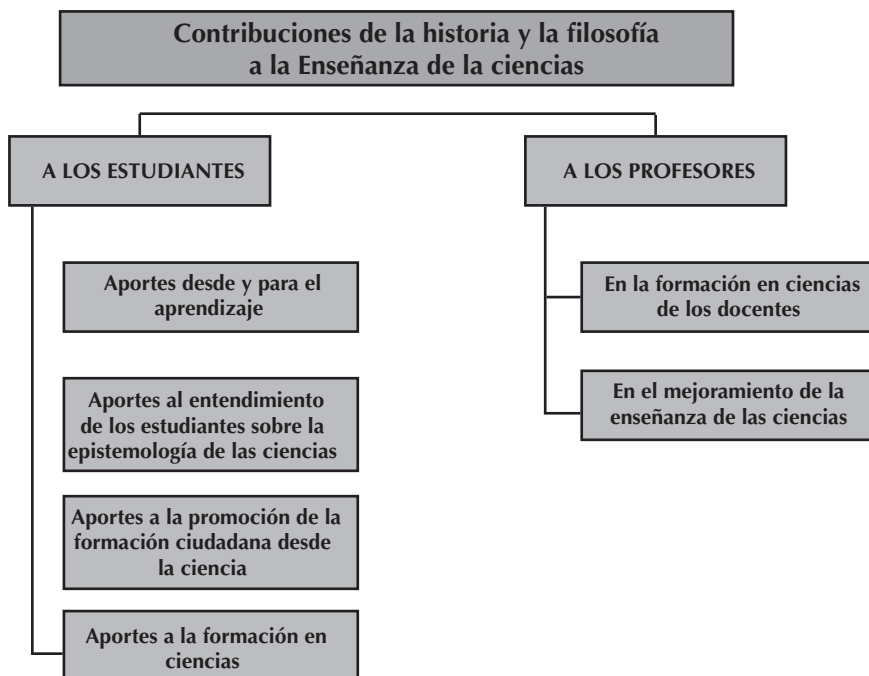 Contribuciones de la historia y la filosofía
a la Enseñanza de la ciencias
A LOS ESTUDIANTES
A LOS PROFESORES
Aportes desde y para el
aprendizaje
Aportes al entendimiento
de los estudiantes sobre la
epistemología de las ciencias
Aportes a la promoción de la
formación ciudadana desde
la ciencia
Aportes a la formación en
ciencias
En la formación en ciencias
de los docentes
En el mejoramiento de la
enseñanza de las ciencias